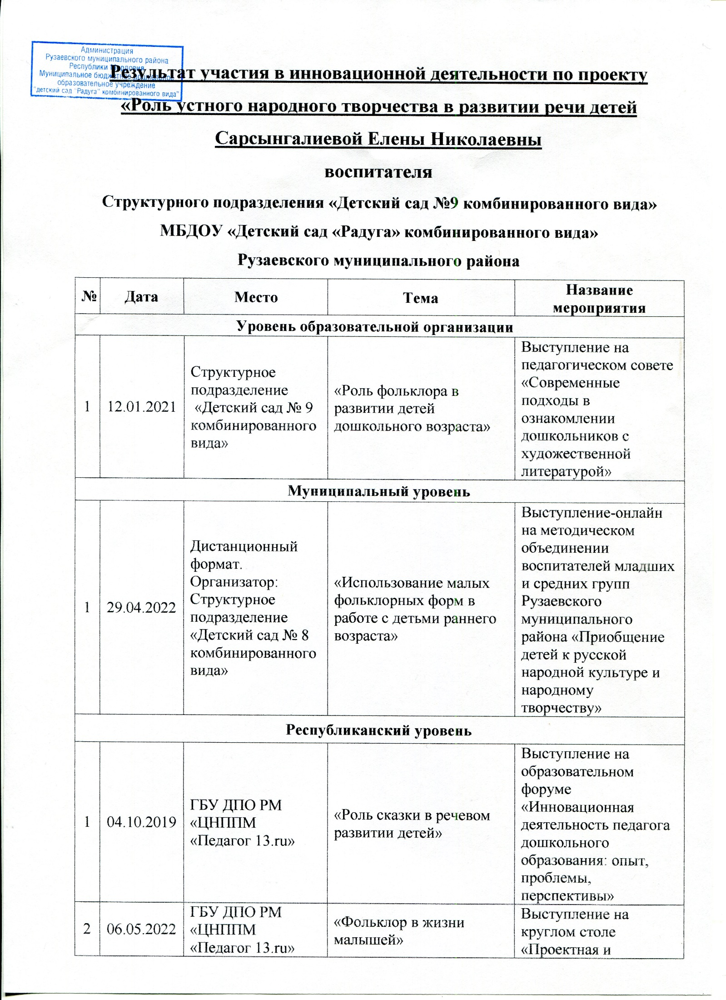 Администрация
Рузаевского муниципального района
Республики Мордовия
Муниципальное бюджетное дошкольное
образовательное учреждение
"детский сад "Радуга" комбинированного вида"
Результат участия в инновационной деятельности по проекту
«Роль устного народного творчества в развитии речи детей
Сарсынгалиевой Елены Николаевны
воспитателя
Структурного подразделения «Детский сад №9 комбинированного вида»
МБДОУ «Детский сад «Радуга» комбинированного вида»
Рузаевского муниципального района
№ Дата Место Тема Название
мероприятия
Уровень образовательной организации
1
12.01.2021
Структурное
подразделение
«Детский сад № 9
комбинированного
вида»
«Роль фольклора в
развитии детей
дошкольного возраста»
Выступление на
педагогическом совете
«Современные
подходы в
ознакомлении
дошкольников с
художественной
литературой»
Муниципальный уровень
1
29.04.2022
Дистанционный
формат.
Организатор:
Структурное
подразделение
«Детский сад № 8
комбинированного
вида»
«Использование малых
фольклорных форм в
работе с детьми раннего
возраста»
Выступление-онлайн
на методическом
объединении
воспитателей младших
и средних групп
Рузаевского
муниципального
района «Приобщение
детей к русской
народной культуре и
народному
творчеству»
Республиканский уровень
1
04.10.2019
ГБУ ДПО РМ
«ЦНППМ
«Педагог 13.ru»
«Роль сказки в речевом
развитии детей»
Выступление на
образовательном
форуме
«Инновационная
деятельность педагога
дошкольного
образования: опыт,
проблемы,
перспективы»
2
06.05.2022
ГБУ ДПО РМ
«ЦНППМ
«Педагог 13.ru»
«Фольклор в жизни
малышей»
Выступление на
круглом столе
«Проектная и